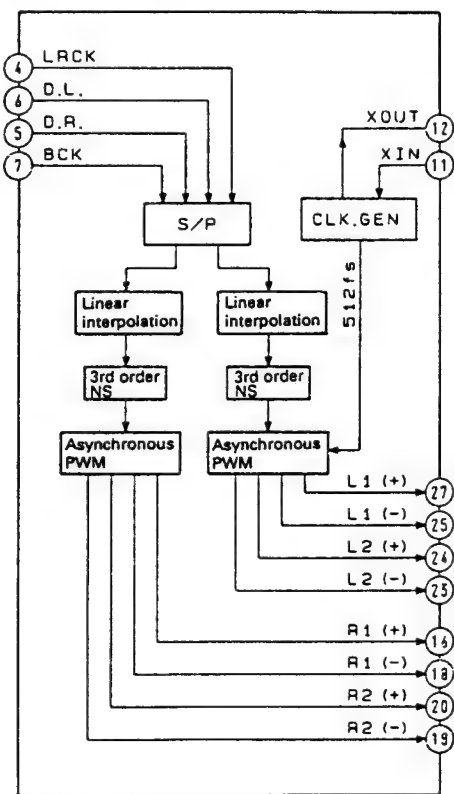 4 LRCK
6 D.L.
5 D.R.
7 BCK
XOUT 12
XIN 11
S/P
CLK.GEN
512fs
Linear
interpolation
Linear
interpolation
3rd order
NS
3rd order
NS
Asynchronous
PWM
Asynchronous
PWM
L1 (+) 27
L1 (-) 25
L2 (+) 24
L2 (-) 23
R1 (+) 16
R1 (-) 18
R2 (+) 20
R2 (-) 19